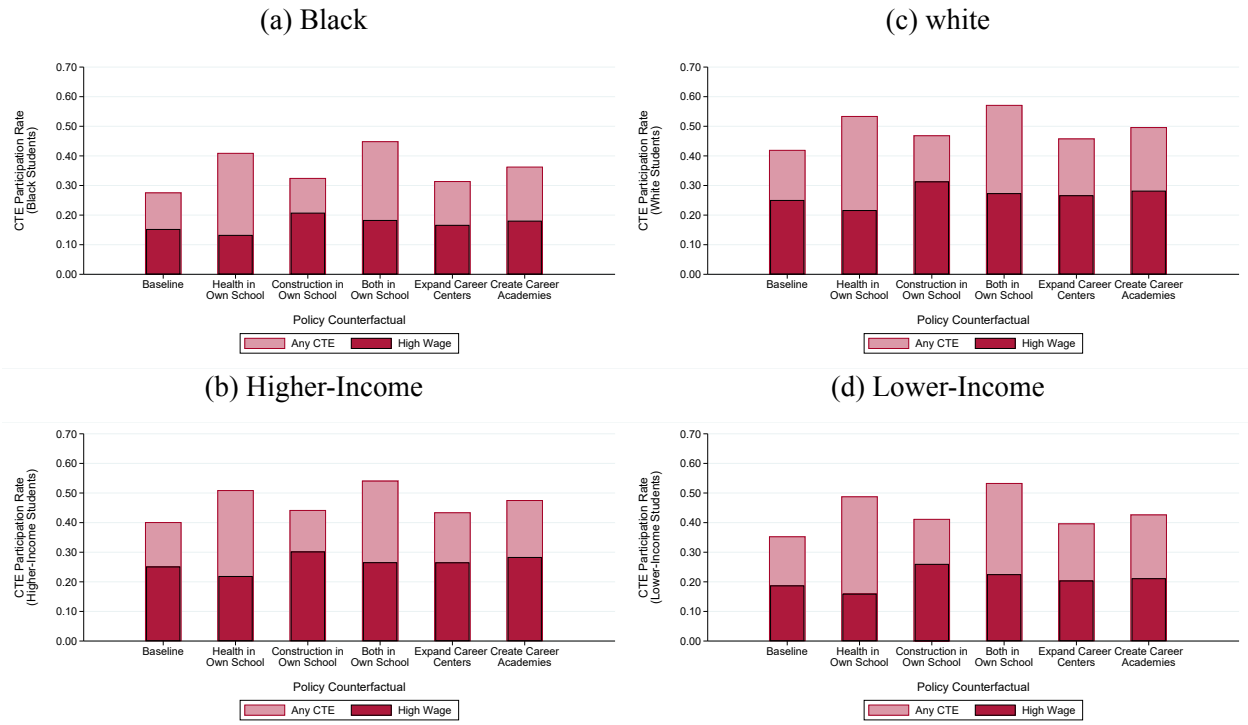 (a) Black
0.70
0.60
0.50
0.40
0.30
0.20
0.10
0.00
CTE Participation Rate
(Black Students)
Baseline
Health in
Own School
Construction in
Own School
Both in
Own School
Expand Career
Centers
Create Career
Academies
Policy Counterfactual
Any CTE
High Wage
(c) white
0.70
0.60
0.50
0.40
0.30
0.20
0.10
0.00
CTE Participation Rate
(White Students)
Baseline
Health in
Own School
Construction in
Own School
Both in
Own School
Expand Career
Centers
Create Career
Academies
Policy Counterfactual
Any CTE
High Wage
(b) Higher-Income
0.70
0.60
0.50
0.40
0.30
0.20
0.10
0.00
CTE Participation Rate
(Higher-Income Students)
Baseline
Health in
Own School
Construction in
Own School
Both in
Own School
Expand Career
Centers
Create Career
Academies
Policy Counterfactual
Any CTE
High Wage
(d) Lower-Income
0.70
0.60
0.50
0.40
0.30
0.20
0.10
0.00
CTE Participation Rate
(Lower-Income Students)
Baseline
Health in
Own School
Construction in
Own School
Both in
Own School
Expand Career
Centers
Create Career
Academies
Policy Counterfactual
Any CTE
High Wage